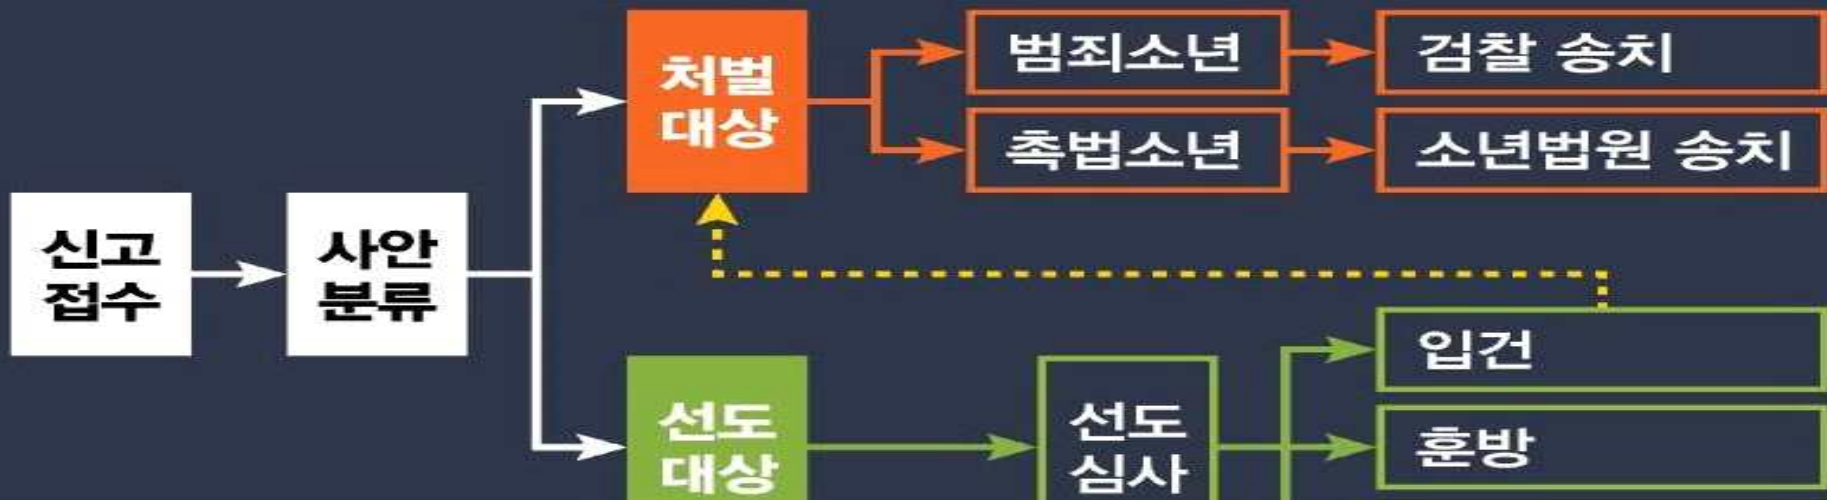 신고
접수
사안
분류
처벌
대상
범죄소년
검찰 송치
촉법소년
소년법원 송치
선도
대상
선도
심사
입건
훈방